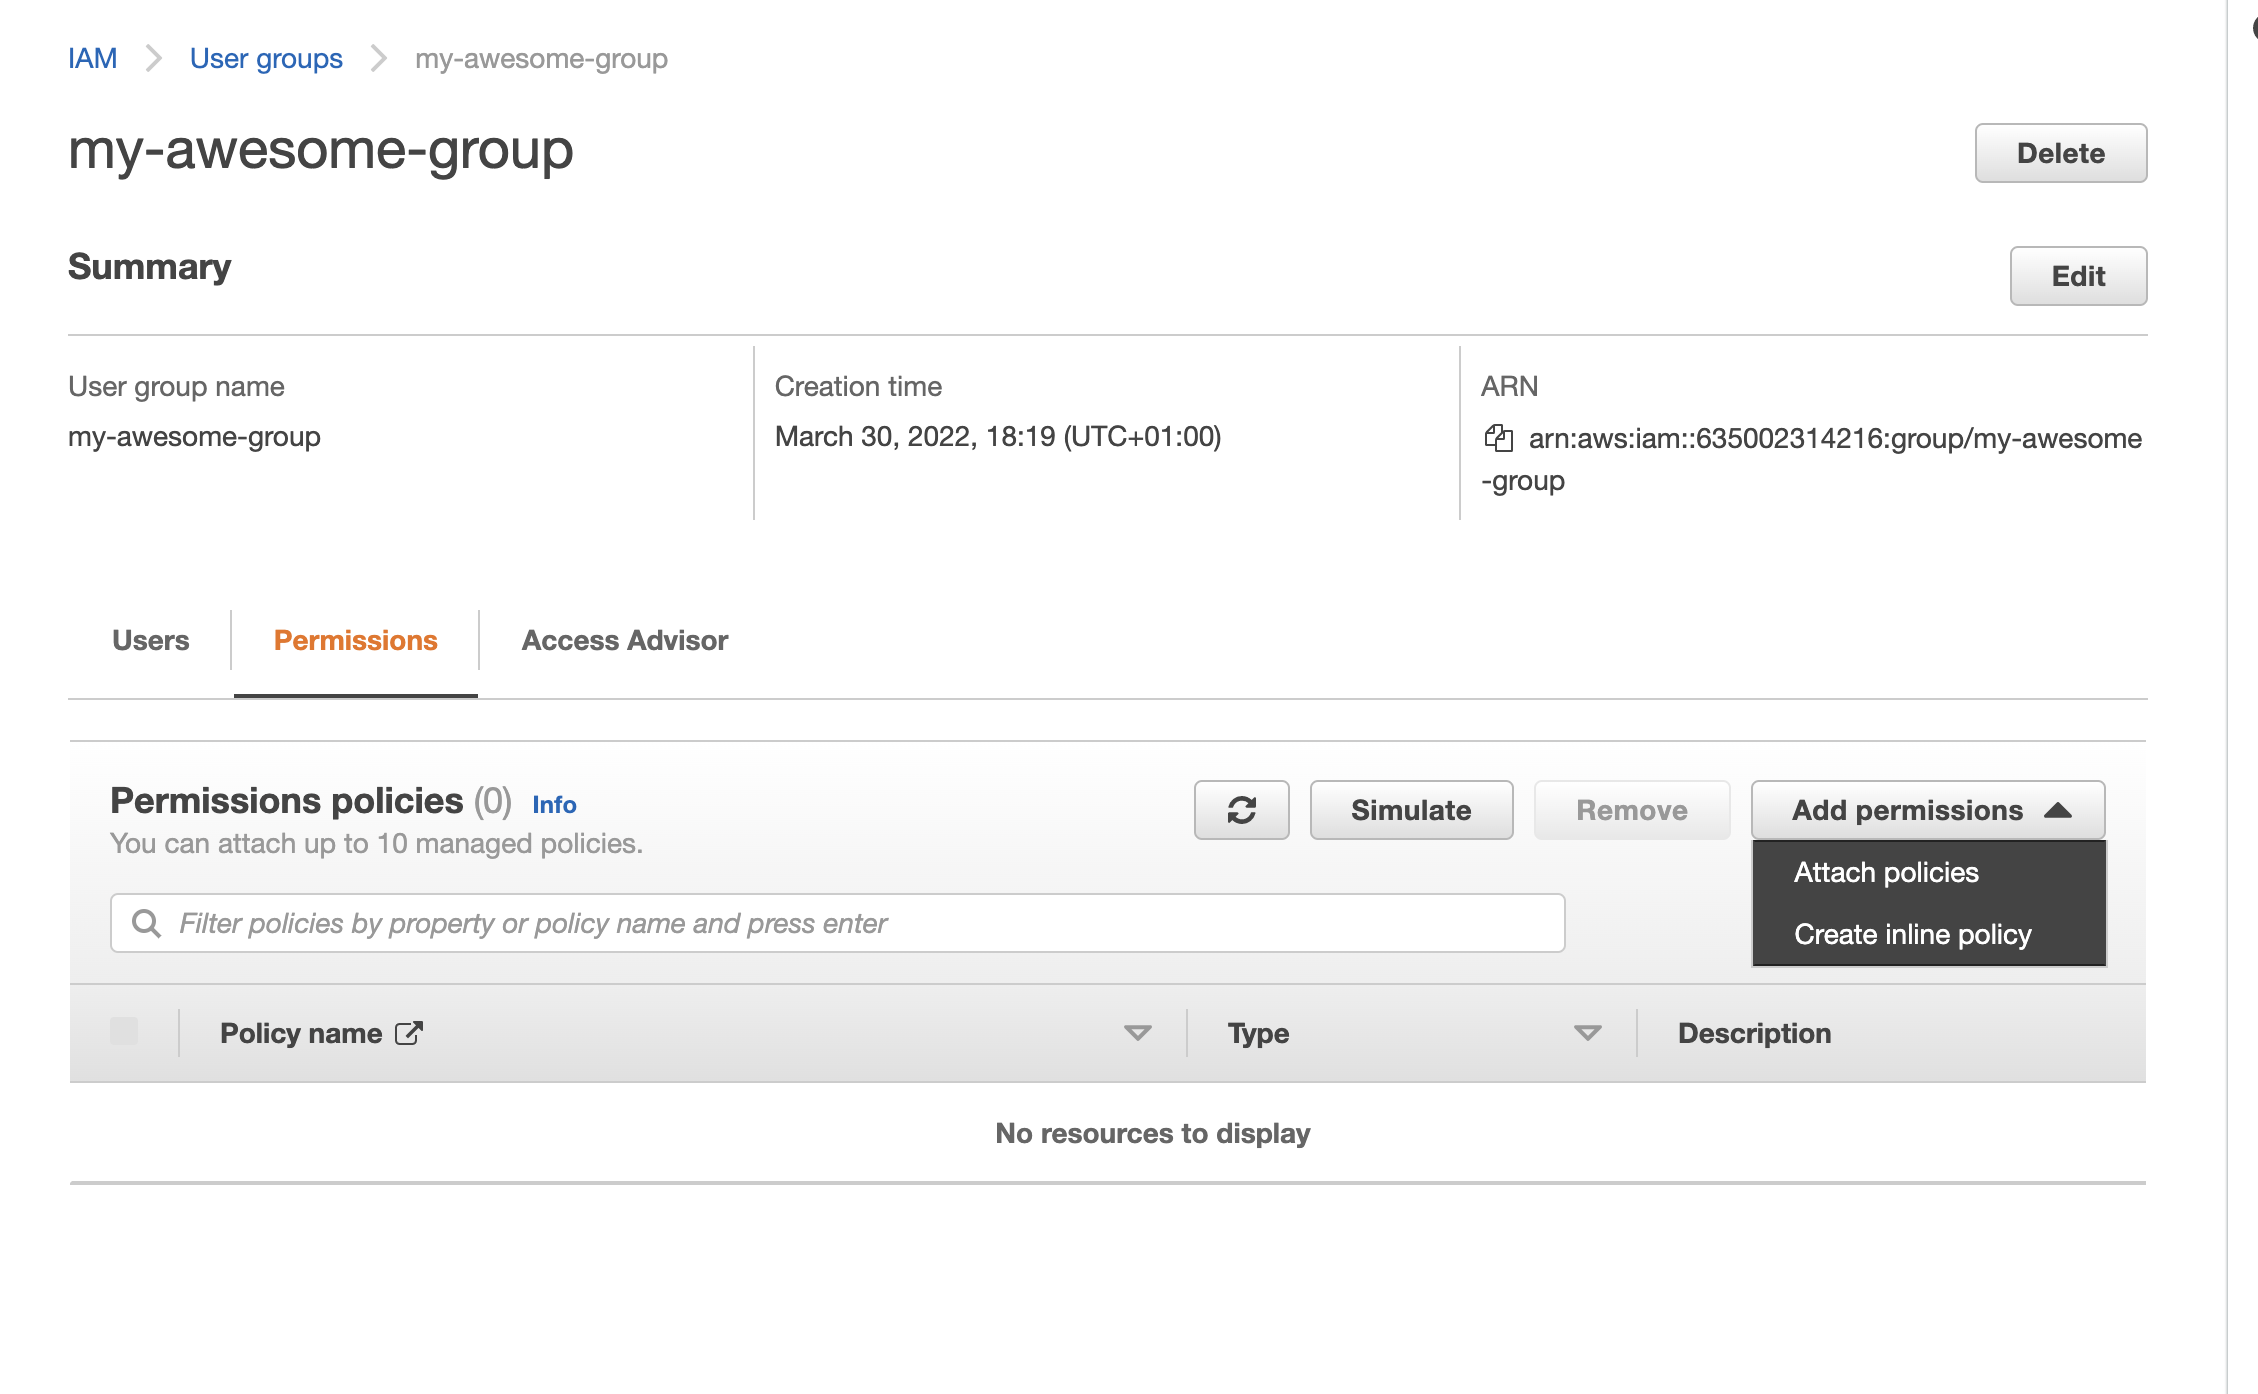 IAM User groups my-awesome-group
my-awesome-group
Delete
Summary
Edit
User group name
my-awesome-group
Creation time
March 30, 2022, 18:19 (UTC+01:00)
ARN
arn:aws:iam::635002314216:group/my-awesome
-group
Users Permissions Access Advisor
Permissions policies (0) Info
You can attach up to 10 managed policies.
Simulate Remove Add permissions
Attach policies
Create inline policy
Filter policies by property or policy name and press enter
Policy name Type Description
No resources to display